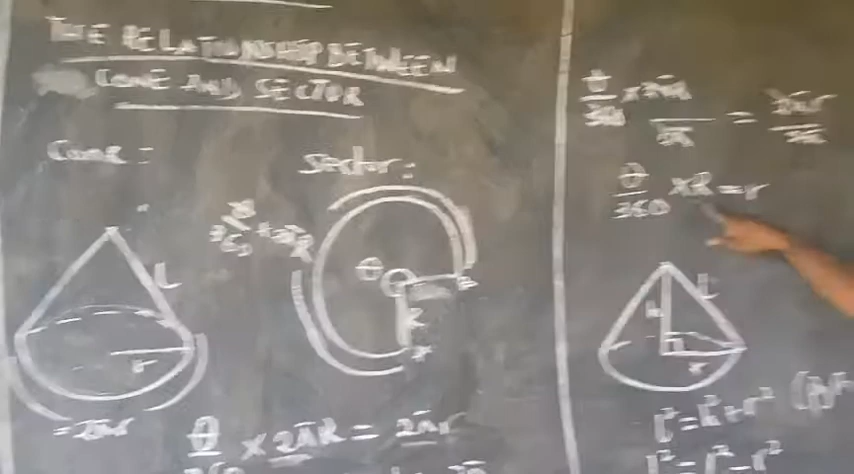 THE RELATIONSHIP BETWEEN
CONE AND SECTOR
Cone :
Sector:
L
r
= 2πr
θ
R
θ/360 × 2πR = 2πr
θ/360 × 2πR / 2π = 2πr / 2π
θ/360 × R = r
h
L
r
l² = h² + r²